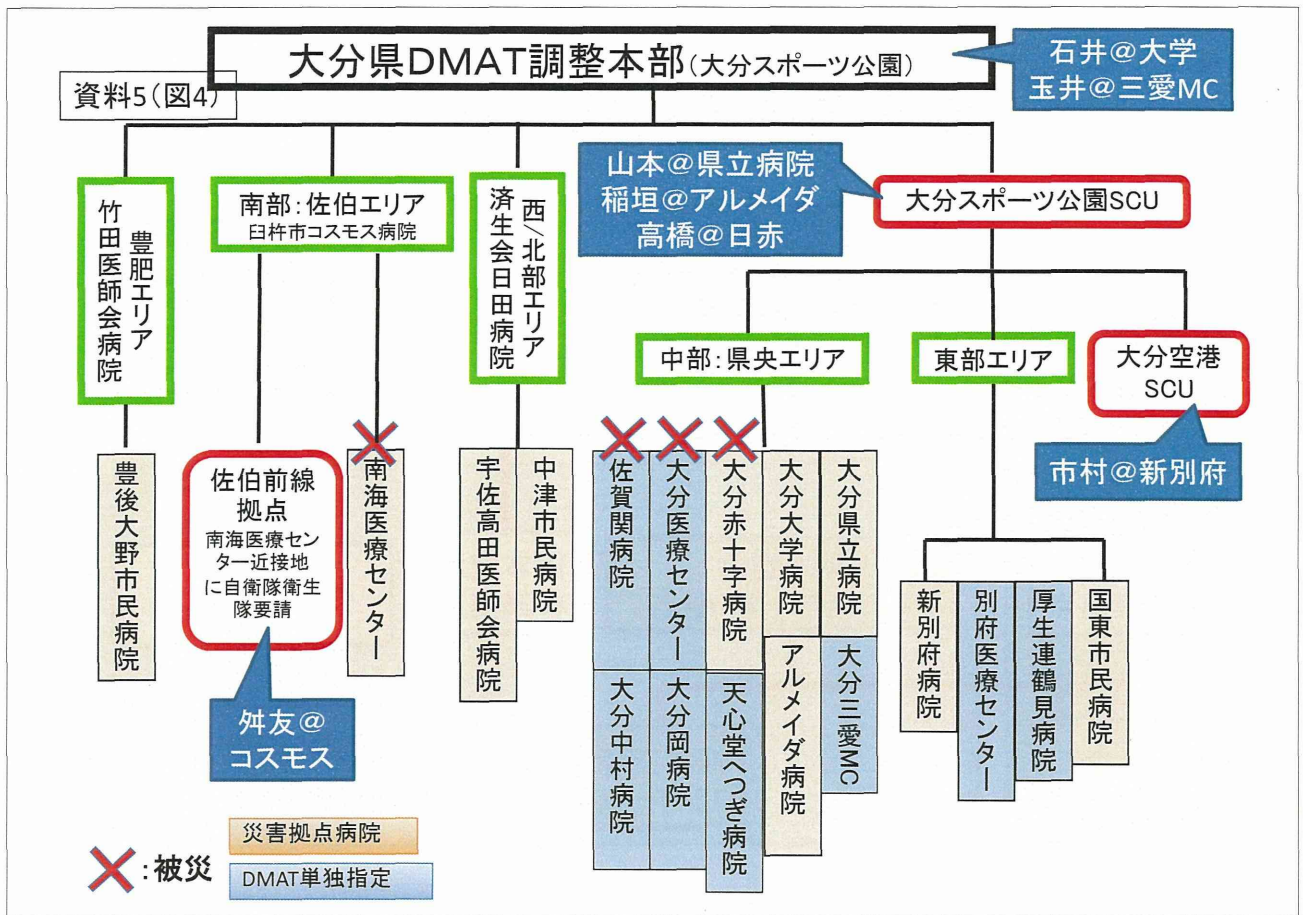 大分県DMAT調整本部(大分スポーツ公園)
石井@大学
玉井@三愛MC
資料5(図4)
豊肥エリア
竹田医師会病院
南部:佐伯エリア
臼杵市コスモス病院
西/北部エリア
済生会日田病院
山本@県立病院
稲垣@アルメイダ
高橋@日赤
大分スポーツ公園SCU
中部:県央エリア
東部エリア
大分空港
SCU
市村@新別府
豊後大野市民病院
佐伯前線
拠点
南海医療セン
ター近接地
に自衛隊衛生
隊要請
舛友@
コスモス
南海医療センター
宇佐高田医師会病院
中津市民病院
佐賀関病院
大分医療センター
大分赤十字病院
大分大学病院
大分県立病院
大分中村病院
大分岡病院
天心堂へつぎ病院
アルメイダ病院
大分三愛MC
新別府病院
別府医療センター
厚生連鶴見病院
国東市民病院
:被災
災害拠点病院
DMAT単独指定